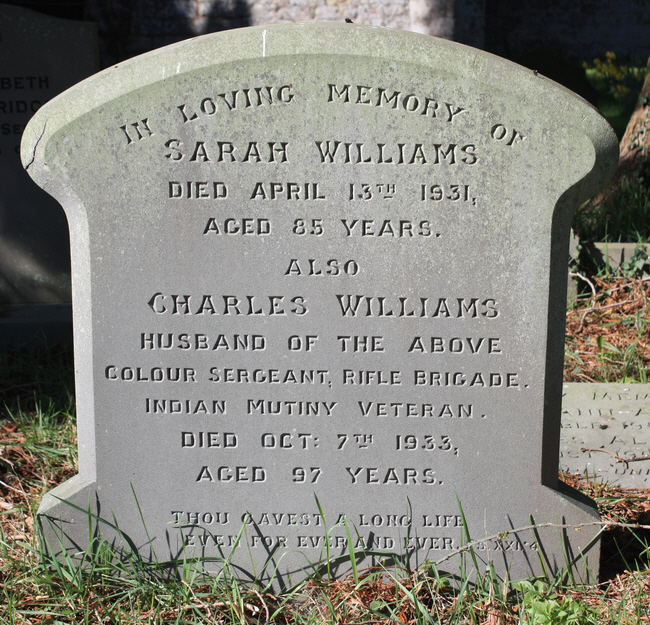 IN LOVING MEMORY OF
SARAH WILLIAMS
DIED APRIL 13TH 1931,
AGED 85 YEARS.
ALSO
CHARLES WILLIAMS
HUSBAND OF THE ABOVE
COLOUR SERGEANT, RIFLE BRIGADE.
INDIAN MUTINY VETERAN.
DIED OCT: 7TH 1933,
AGED 97 YEARS.
THOU GAVEST A LONG LIFE
EVEN FOR EVER AND EVER.